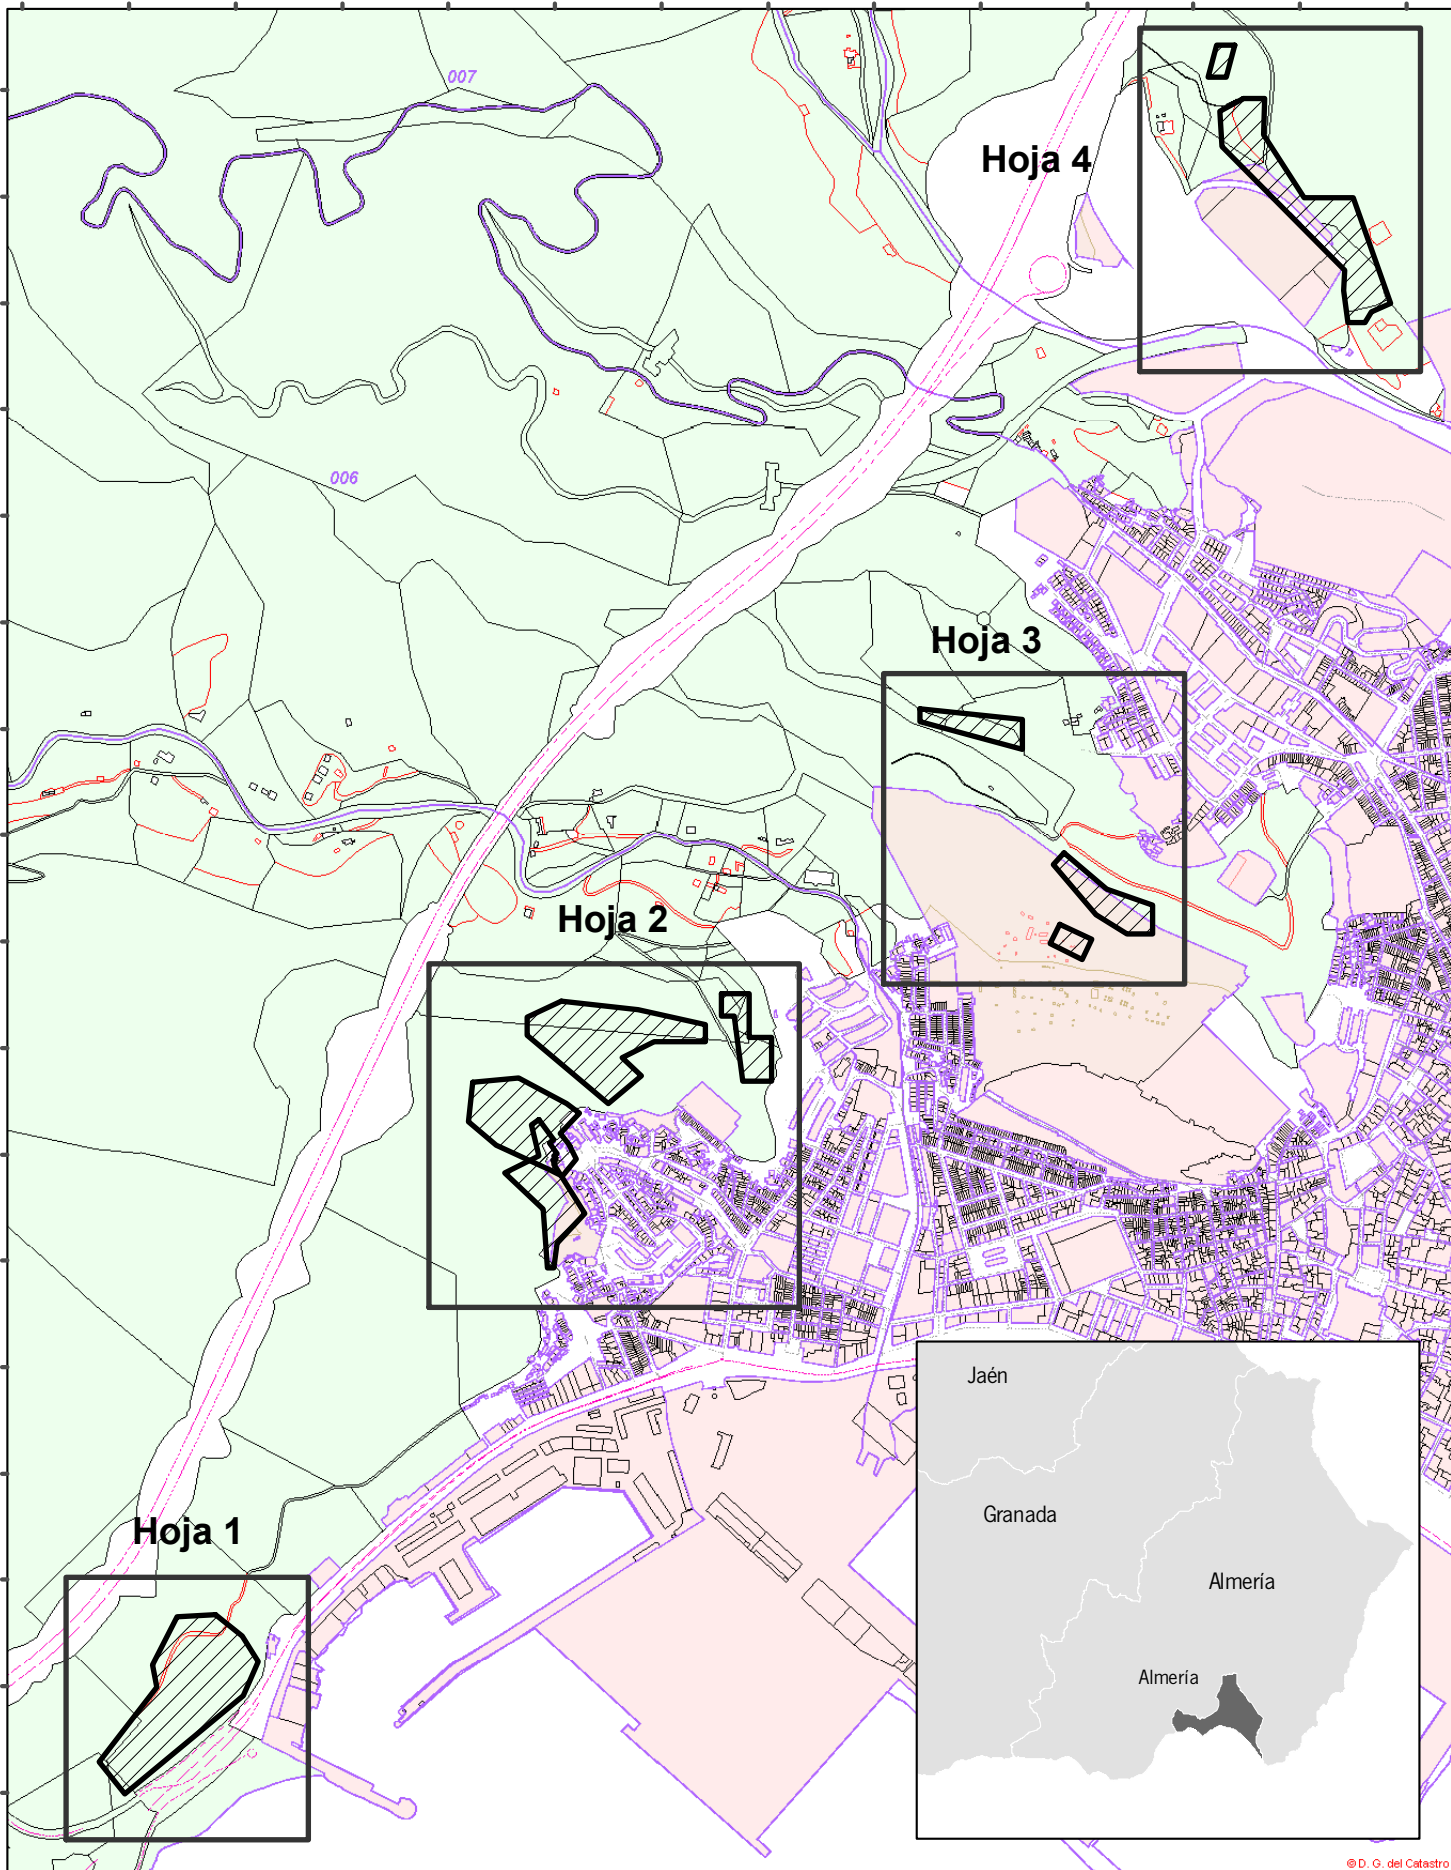 007
Hoja 4
006
Hoja 3
Hoja 2
Hoja 1
Jaén
Granada
Almería
Almería
© D. G. del Catastro